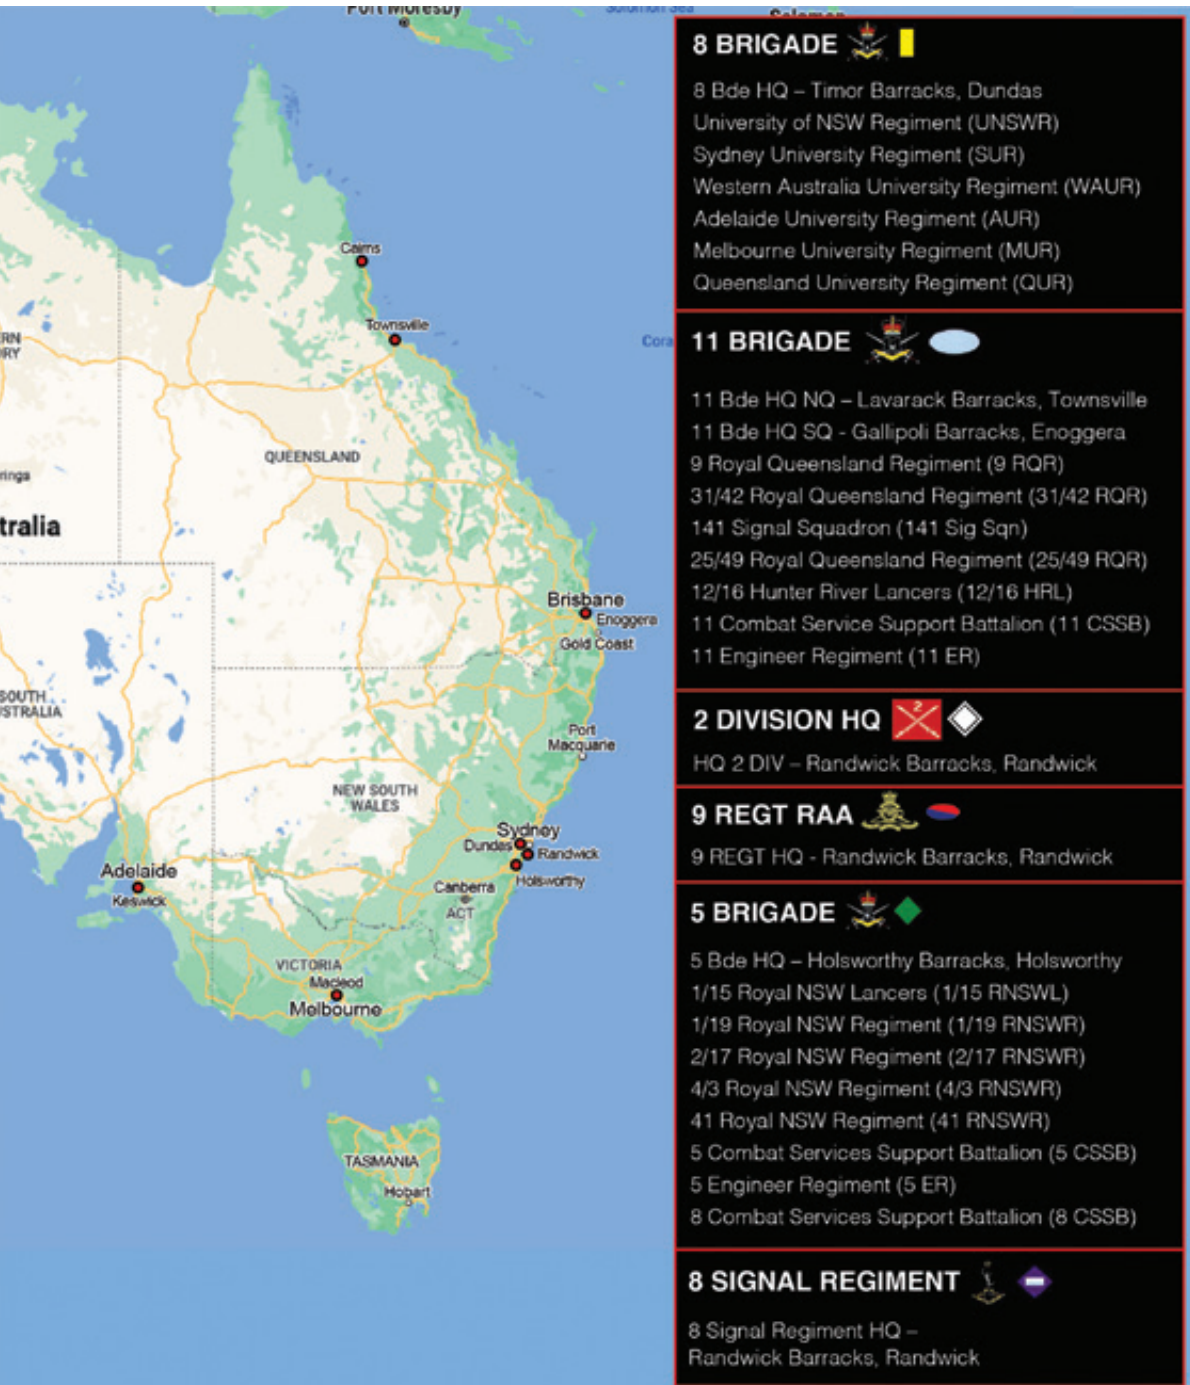 Port Moresby
Solomon Sea
Solomon
Cairns
Townsville
Cora
RN
RY
QUEENSLAND
rings
tralia
Brisbane
Enoggera
Gold Coast
SOUTH
STRALIA
Port
Macquarie
NEW SOUTH
WALES
Sydney
Dundas
Randwick
Holsworthy
Adelaide
Keswick
Canberra
ACT
VICTORIA
Macleod
Melbourne
TASMANIA
Hobart
8 BRIGADE
8 Bde HQ – Timor Barracks, Dundas
University of NSW Regiment (UNSWR)
Sydney University Regiment (SUR)
Western Australia University Regiment (WAUR)
Adelaide University Regiment (AUR)
Melbourne University Regiment (MUR)
Queensland University Regiment (QUR)
11 BRIGADE
11 Bde HQ NQ – Lavarack Barracks, Townsville
11 Bde HQ SQ - Gallipoli Barracks, Enoggera
9 Royal Queensland Regiment (9 RQR)
31/42 Royal Queensland Regiment (31/42 RQR)
141 Signal Squadron (141 Sig Sqn)
25/49 Royal Queensland Regiment (25/49 RQR)
12/16 Hunter River Lancers (12/16 HRL)
11 Combat Service Support Battalion (11 CSSB)
11 Engineer Regiment (11 ER)
2 DIVISION HQ 2
HQ 2 DIV – Randwick Barracks, Randwick
9 REGT RAA
9 REGT HQ - Randwick Barracks, Randwick
5 BRIGADE
5 Bde HQ – Holsworthy Barracks, Holsworthy
1/15 Royal NSW Lancers (1/15 RNSWL)
1/19 Royal NSW Regiment (1/19 RNSWR)
2/17 Royal NSW Regiment (2/17 RNSWR)
4/3 Royal NSW Regiment (4/3 RNSWR)
41 Royal NSW Regiment (41 RNSWR)
5 Combat Services Support Battalion (5 CSSB)
5 Engineer Regiment (5 ER)
8 Combat Services Support Battalion (8 CSSB)
8 SIGNAL REGIMENT
8 Signal Regiment HQ –
Randwick Barracks, Randwick